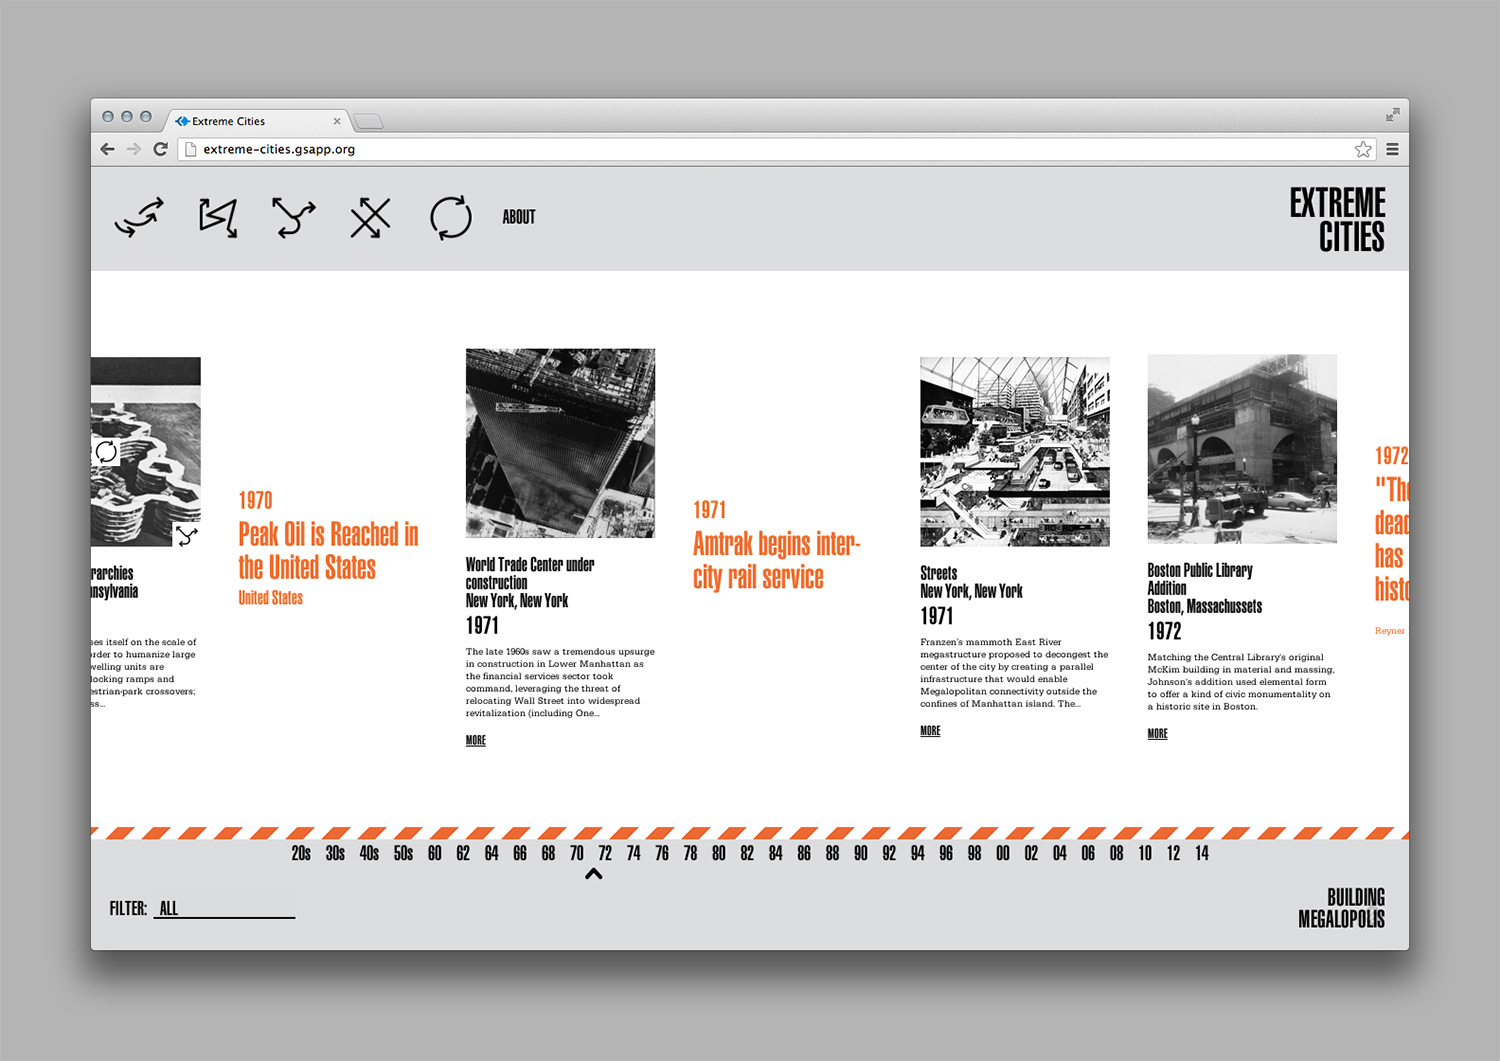 Extreme Cities
extreme-cities.gsapp.org
ABOUT
EXTREME
CITIES
rarchies
nnsylvania
ses itself on the scale of
order to humanize large
welling units are
locking ramps and
estrian-park crossovers;
ss...
1970
Peak Oil is Reached in
the United States
United States
World Trade Center under
construction
New York, New York
1971
The late 1960s saw a tremendous upsurge
in construction in Lower Manhattan as
the financial services sector took
command, leveraging the threat of
relocating Wall Street into widespread
revitalization (including One...
MORE
1971
Amtrak begins inter-
city rail service
Streets
New York, New York
1971
Franzen's mammoth East River
megastructure proposed to decongest the
center of the city by creating a parallel
infrastructure that would enable
Megalopolitan connectivity outside the
confines of Manhattan island. The...
MORE
Boston Public Library
Addition
Boston, Massachussets
1972
Matching the Central Library's original
McKim building in material and massing,
Johnson's addition used elemental form
to offer a kind of civic monumentality on
a historic site in Boston.
MORE
1972
"The
dead
has
histo
Reyner
20s 30s 40s 50s 60 62 64 66 68 70 72 74 76 78 80 82 84 86 88 90 92 94 96 98 00 02 04 06 08 10 12 14
FILTER: ALL
BUILDING
MEGALOPOLIS